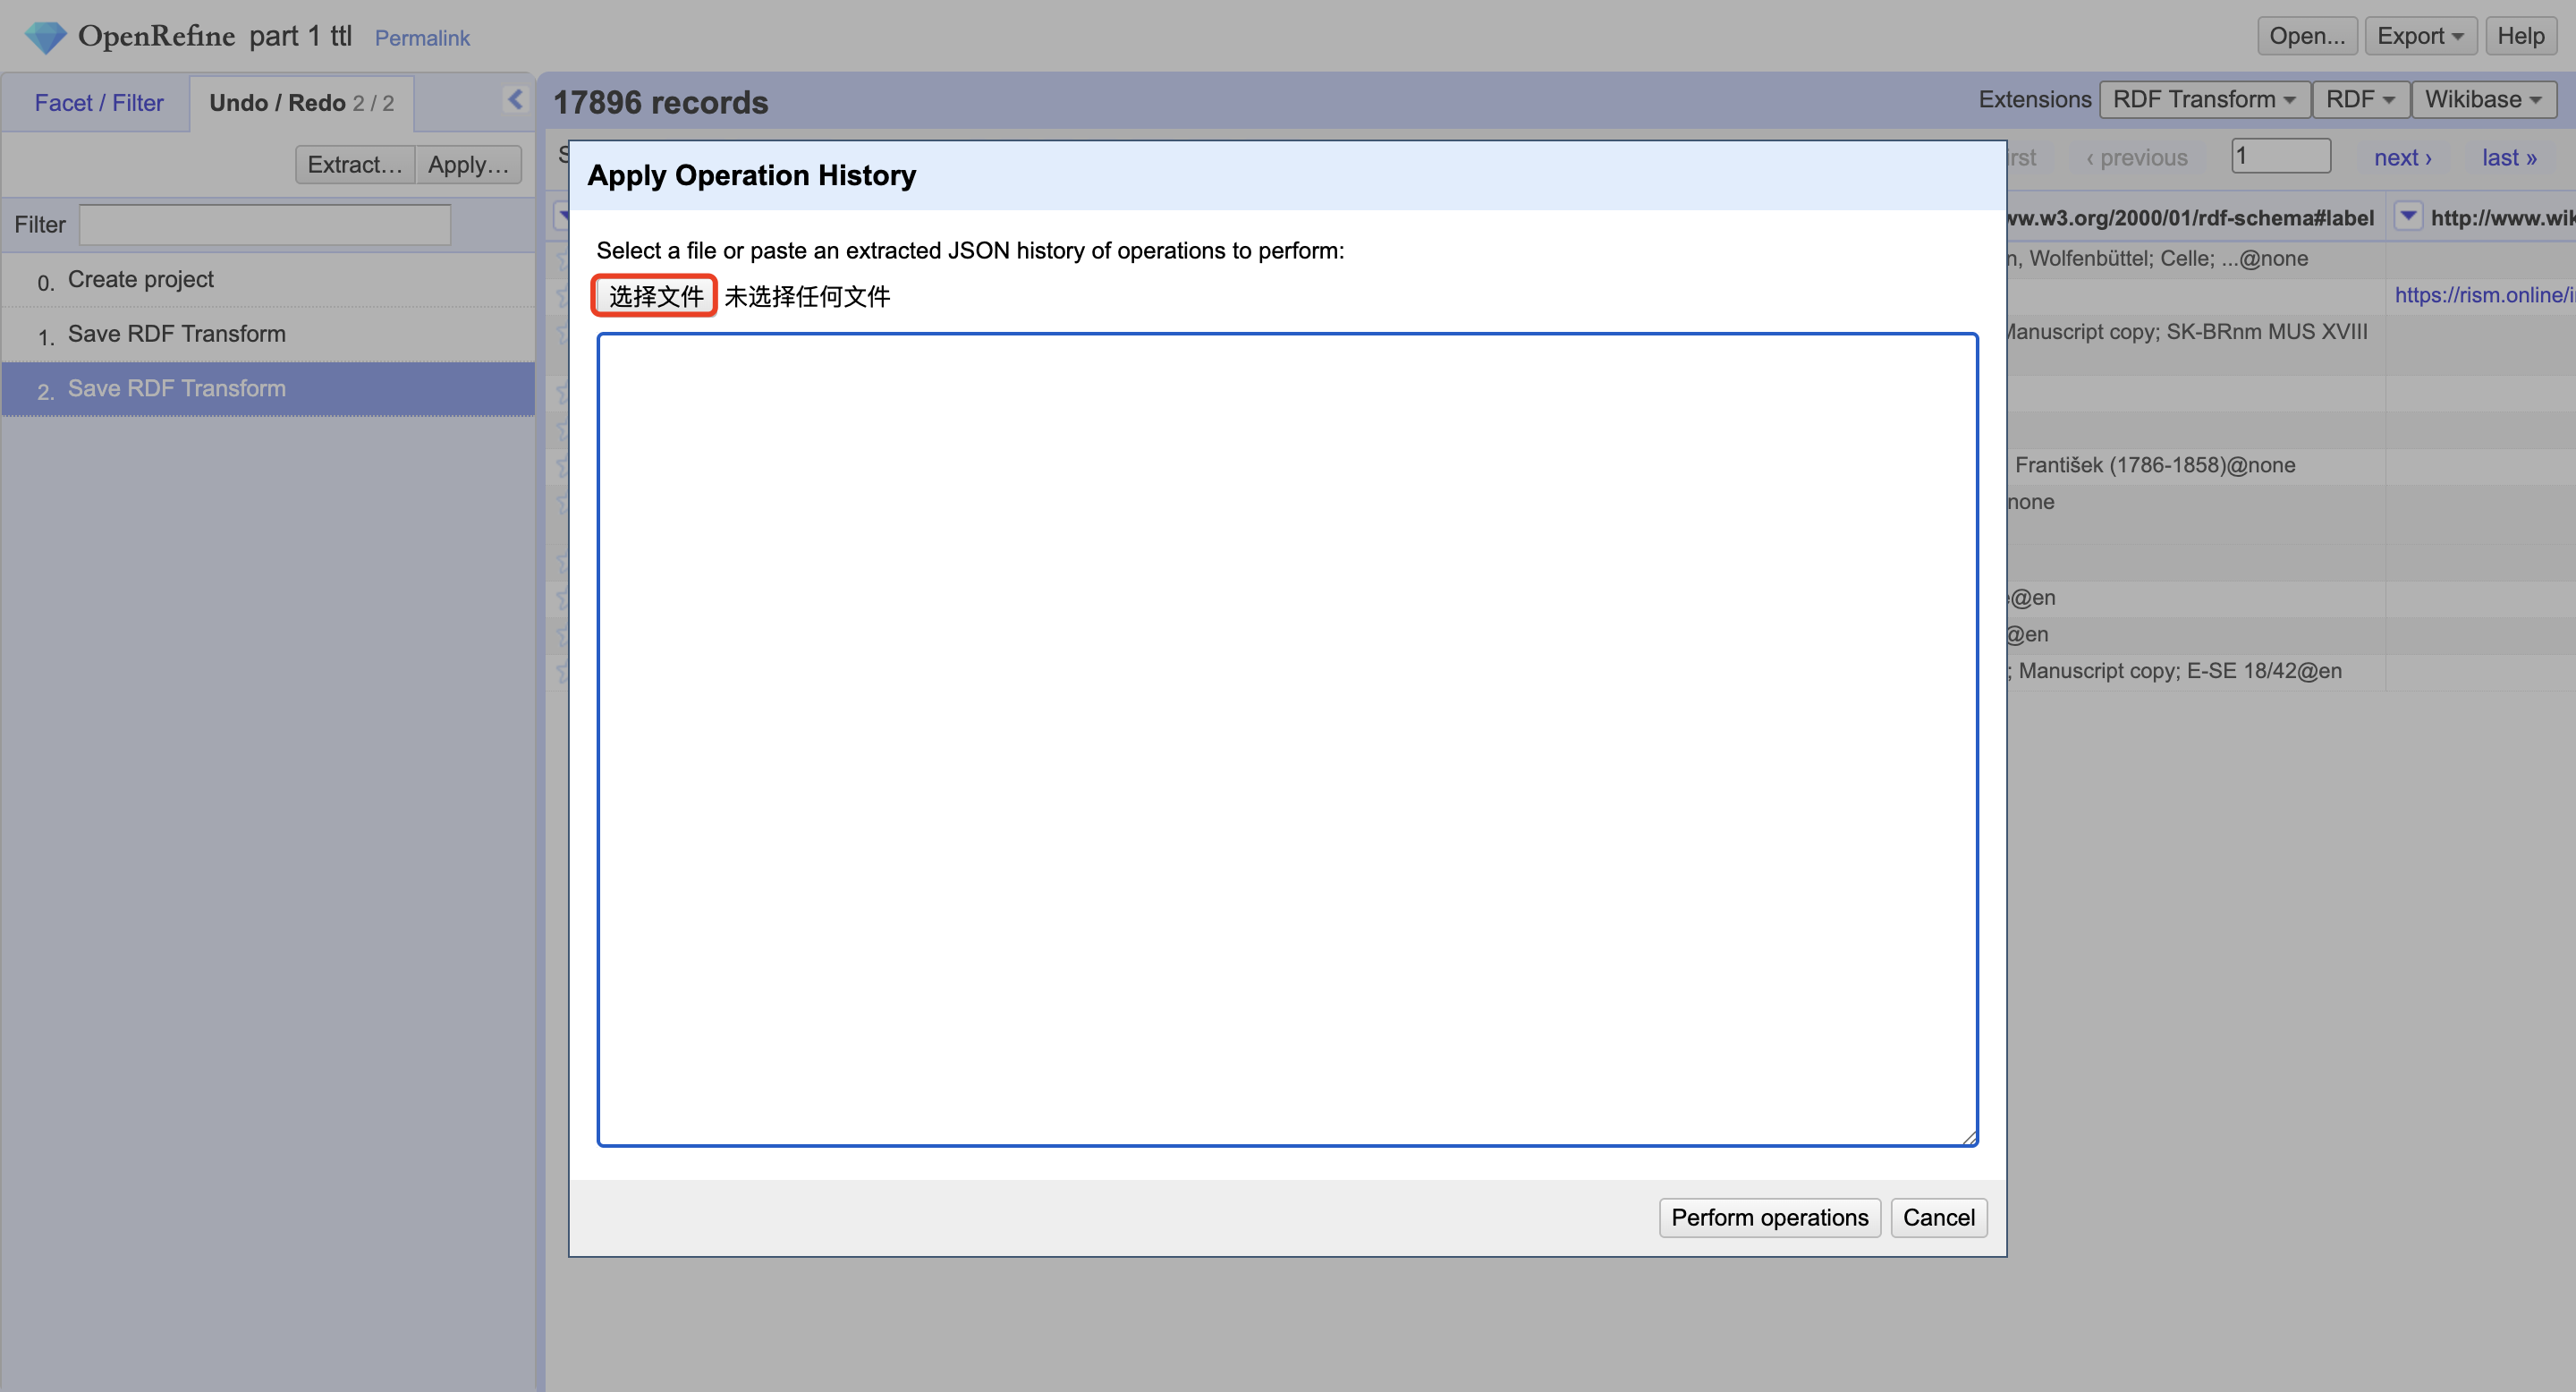 OpenRefine part 1 ttl Permalink
Open... Export Help
Facet / Filter Undo / Redo 2 / 2
17896 records
Extensions RDF Transform RDF Wikibase
Extract... Apply...
‹ previous 1 next › last »
Filter
0. Create project
1. Save RDF Transform
2. Save RDF Transform
Apply Operation History
Select a file or paste an extracted JSON history of operations to perform:
选择文件 未选择任何文件
Perform operations Cancel
ww.w3.org/2000/01/rdf-schema#label http://www.wik
n, Wolfenbüttel; Celle; ...@none
https://rism.online/i
Manuscript copy; SK-BRnm MUS XVIII
František (1786-1858)@none
none
@en
@en
; Manuscript copy; E-SE 18/42@en